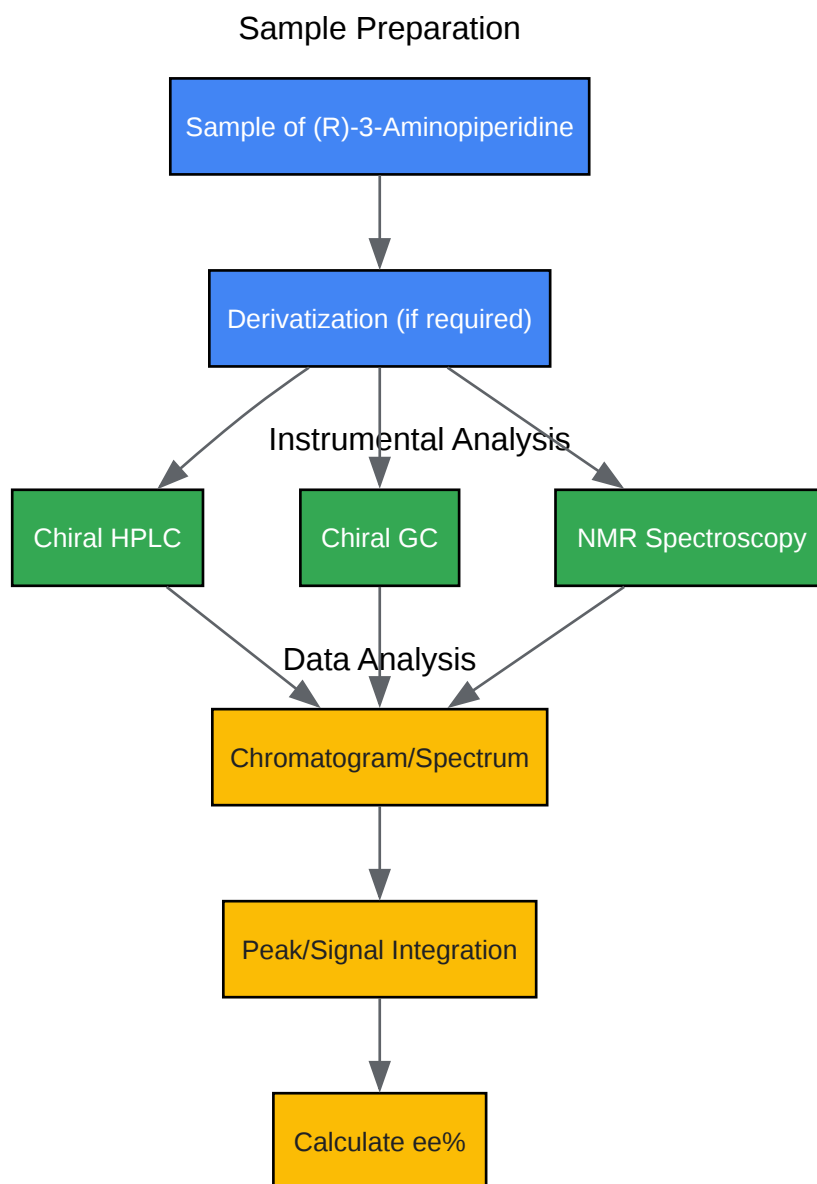 Sample Preparation
Sample of (R)-3-Aminopiperidine
Derivatization (if required)
Instrumental Analysis
Chiral HPLC
Chiral GC
NMR Spectroscopy
Data Analysis
Chromatogram/Spectrum
Peak/Signal Integration
Calculate ee%